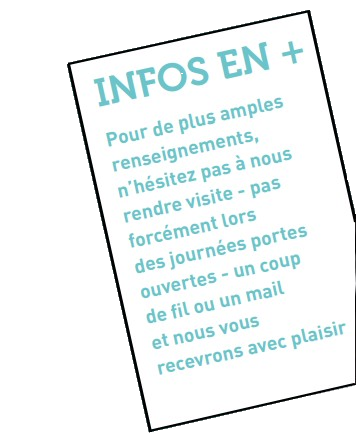 INFOS EN +
Pour de plus amples
renseignements,
n'hésitez pas à nous
rendre visite - pas
forcément lors
des journées portes
ouvertes - un coup
de fil ou un mail
et nous vous
recevrons avec plaisir